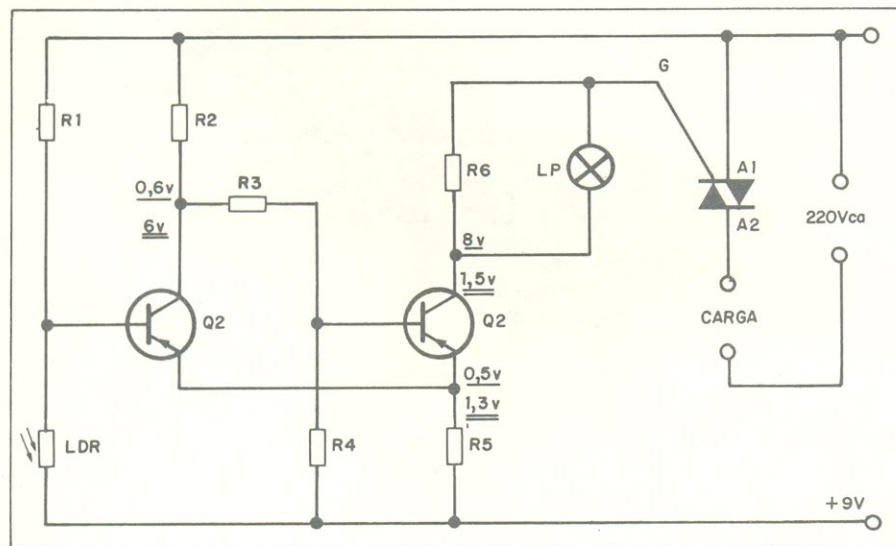 G
R1
R2
R6
LP
A1
R3
0,6v
6v
A2
220Vca
8v
1,5v
Q2
Q2
CARGA
0,5v
1,3v
LDR
R4
R5
+9V